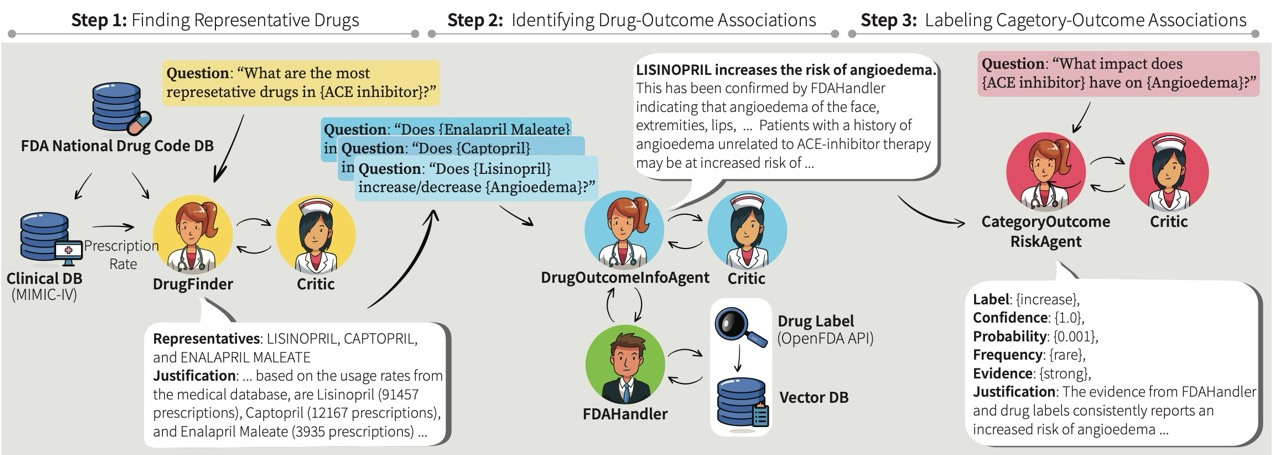 Step 1: Finding Representative Drugs
Step 2: Identifying Drug-Outcome Associations
Step 3: Labeling Cagetory-Outcome Associations
Question: “What are the most
represetative drugs in {ACE inhibitor}?”
FDA National Drug Code DB
Clinical DB
(MIMIC-IV)
Prescription
Rate
DrugFinder
Critic
Representatives: LISINOPRIL, CAPTOPRIL,
and ENALAPRIL MALEATE
Justification: ... based on the usage rates from
the medical database, are Lisinopril (91457
prescriptions), Captopril (12167 prescriptions),
and Enalapril Maleate (3935 prescriptions) ...
Question: “Does {Enalapril Maleate}
in
Question: “Does {Captopril}
in
Question: “Does {Lisinopril}
increase/decrease {Angioedema}?”
LISINOPRIL increases the risk of angioedema.
This has been confirmed by FDAHandler
indicating that angioedema of the face,
extremities, lips, ... Patients with a history of
angioedema unrelated to ACE-inhibitor therapy
may be at increased risk of ...
DrugOutcomeInfoAgent
Critic
FDAHandler
Drug Label
(OpenFDA API)
Vector DB
Question: “What impact does
{ACE inhibitor} have on {Angioedema}?”
CategoryOutcome
RiskAgent
Critic
Label: {increase},
Confidence: {1.0},
Probability: {0.001},
Frequency: {rare},
Evidence: {strong},
Justification: The evidence from FDAHandler
and drug labels consistently reports an
increased risk of angioedema ...